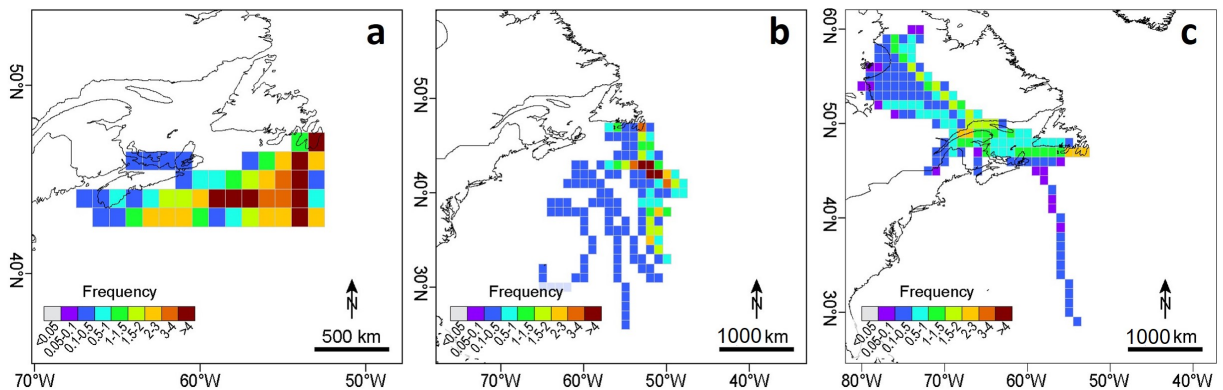 a
50°N
40°N
Frequency
<0.05
0.05-0.1
0.1-0.5
0.5-1
1-1.5
1.5-2
2-3
3-4
>4
N
500 km
70°W
60°W
50°W
b
50°N
40°N
30°N
Frequency
<0.05
0.05-0.1
0.1-0.5
0.5-1
1-1.5
1.5-2
2-3
3-4
>4
N
1000 km
70°W
60°W
50°W
40°W
c
60°N
50°N
40°N
30°N
Frequency
<0.05
0.05-0.1
0.1-0.5
0.5-1
1-1.5
1.5-2
2-3
3-4
>4
N
1000 km
80°W
70°W
60°W
50°W
40°W